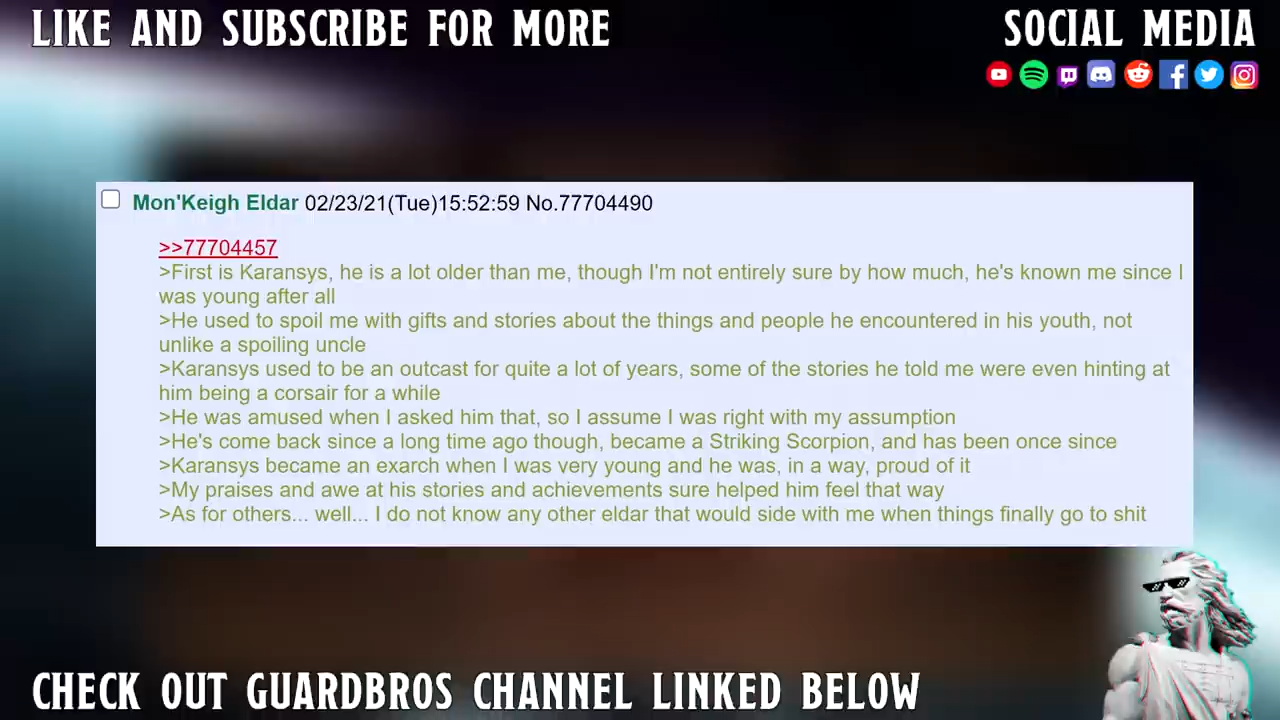 LIKE AND SUBSCRIBE FOR MORE
SOCIAL MEDIA
Mon'Keigh Eldar 02/23/21(Tue)15:52:59 No.77704490
>>77704457
>First is Karansys, he is a lot older than me, though I'm not entirely sure by how much, he's known me since I
was young after all
>He used to spoil me with gifts and stories about the things and people he encountered in his youth, not
unlike a spoiling uncle
>Karansys used to be an outcast for quite a lot of years, some of the stories he told me were even hinting at
him being a corsair for a while
>He was amused when I asked him that, so I assume I was right with my assumption
>He's come back since a long time ago though, became a Striking Scorpion, and has been once since
>Karansys became an exarch when I was very young and he was, in a way, proud of it
>My praises and awe at his stories and achievements sure helped him feel that way
>As for others... well... I do not know any other eldar that would side with me when things finally go to shit
CHECK OUT GUARDBROS CHANNEL LINKED BELOW